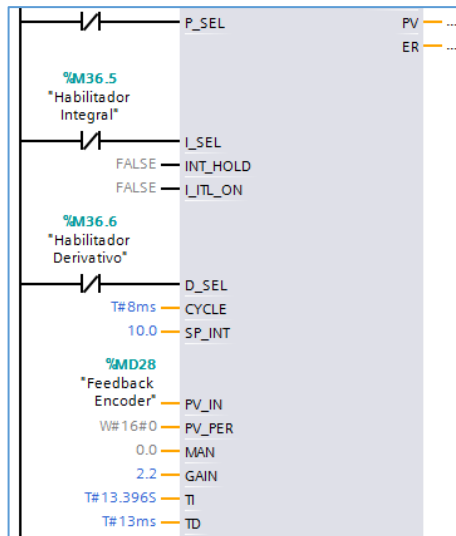 P_SEL PV ...
ER ...
%M36.5
"Habilitador
Integral"
I_SEL
FALSE INT_HOLD
FALSE I_ITL_ON
%M36.6
"Habilitador
Derivativo"
D_SEL
T#8ms CYCLE
10.0 SP_INT
%MD28
"Feedback
Encoder" PV_IN
W#16#0 PV_PER
0.0 MAN
2.2 GAIN
T#13.396S TI
T#13ms TD